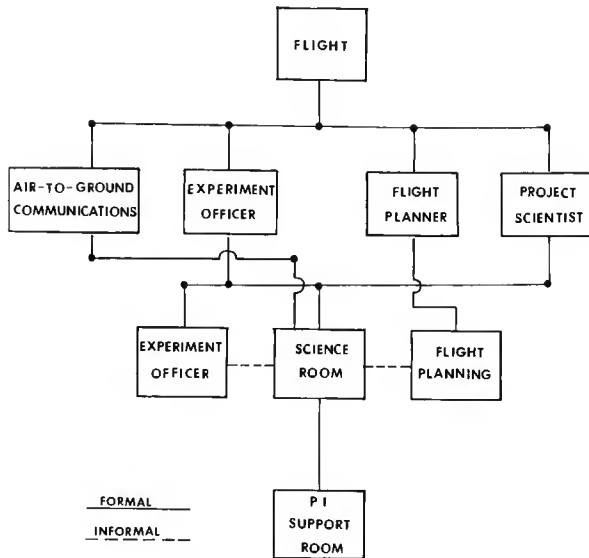 FLIGHT
AIR-TO-GROUND
COMMUNICATIONS
EXPERIMENT
OFFICER
FLIGHT
PLANNER
PROJECT
SCIENTIST
EXPERIMENT
OFFICER
SCIENCE
ROOM
FLIGHT
PLANNING
PI
SUPPORT
ROOM
FORMAL
INFORMAL